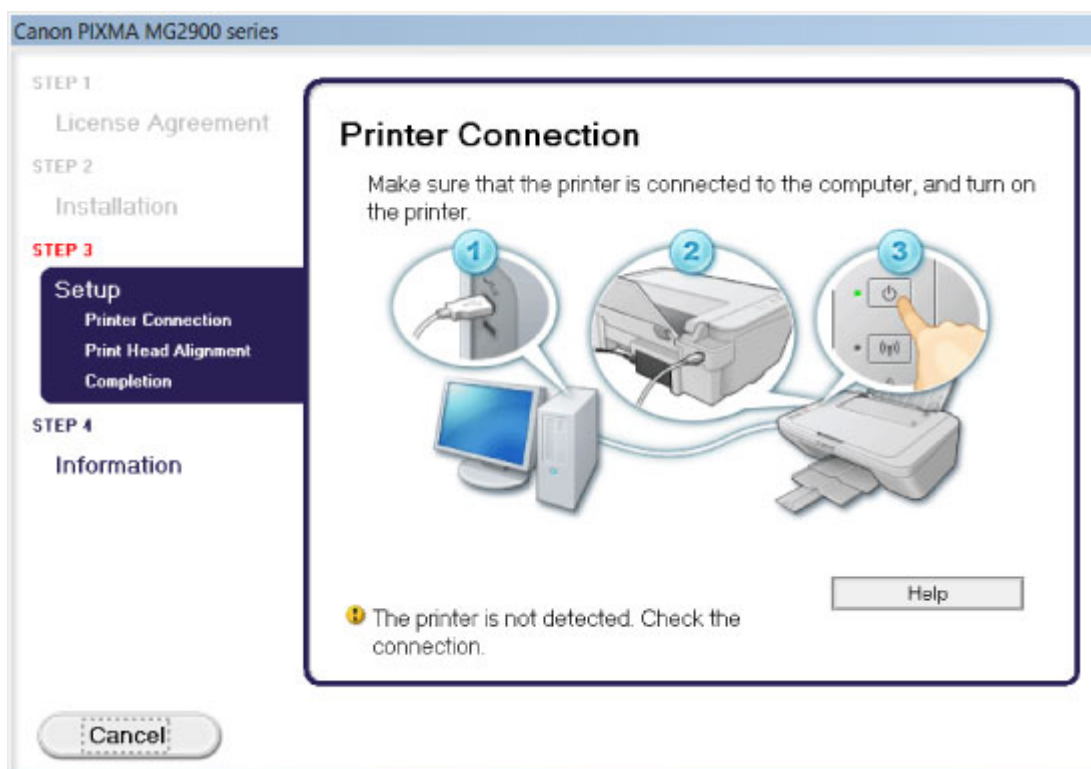 Canon PIXMA MG2900 series
STEP 1
License Agreement
STEP 2
Installation
STEP 3
Setup
Printer Connection
Print Head Alignment
Completion
STEP 4
Information
Printer Connection
Make sure that the printer is connected to the computer, and turn on
the printer.
1
2
3
Help
The printer is not detected. Check the
connection.
Cancel